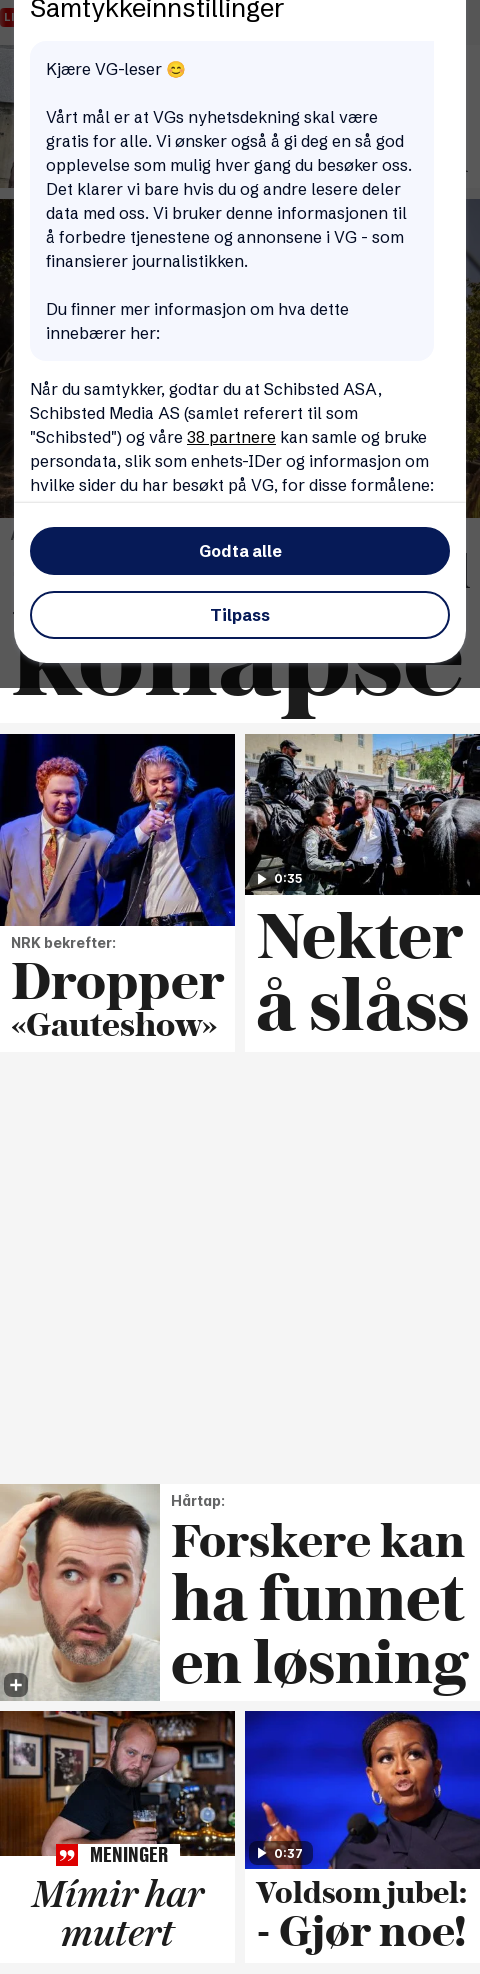 Samtykkeinnstillinger
Kjære VG-leser 😊
Vårt mål er at VGs nyhetsdekning skal være
gratis for alle. Vi ønsker også å gi deg en så god
opplevelse som mulig hver gang du besøker oss.
Det klarer vi bare hvis du og andre lesere deler
data med oss. Vi bruker denne informasjonen til
å forbedre tjenestene og annonsene i VG - som
finansierer journalistikken.
Du finner mer informasjon om hva dette
innebærer her:
Når du samtykker, godtar du at Schibsted ASA,
Schibsted Media AS (samlet referert til som
"Schibsted") og våre 38 partnere kan samle og bruke
persondata, slik som enhets-IDer og informasjon om
hvilke sider du har besøkt på VG, for disse formålene:
Godta alle
Tilpass
kollapse
NRK bekrefter:
Dropper
«Gauteshow»
0:35
Nekter
å slåss
Hårtap:
Forskere kan
ha funnet
en løsning
MENINGER
Mímir har
mutert
0:37
Voldsom jubel:
- Gjør noe!